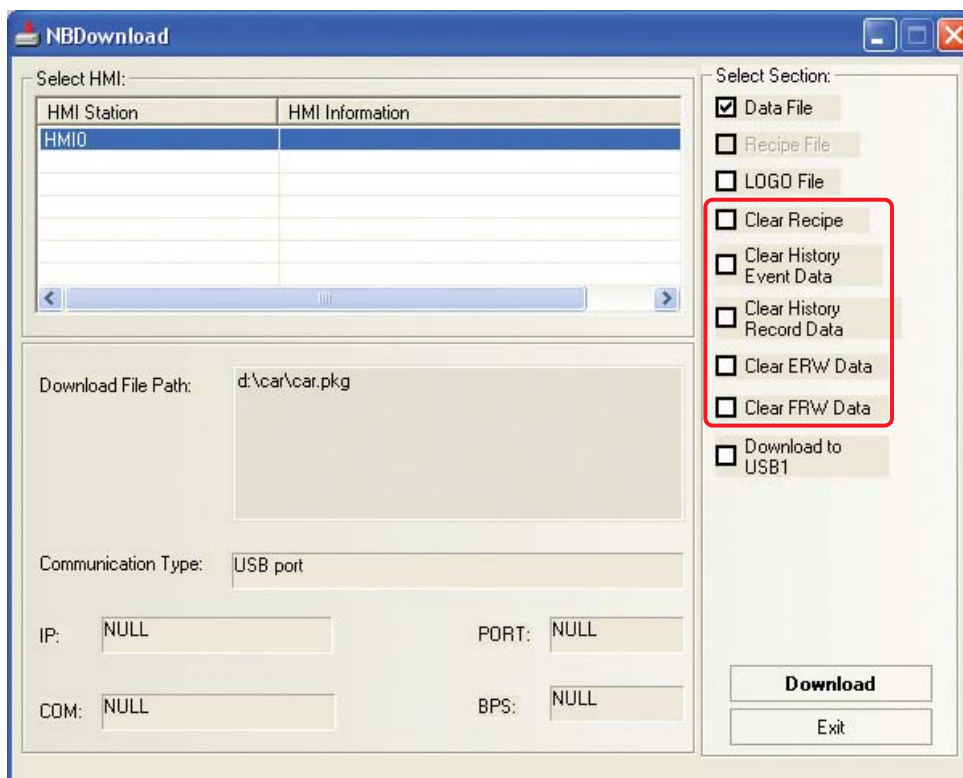 NBDownload
Select HMI:
HMI Station
HMI Information
HMI0
Download File Path:
d:\car\car.pkg
Communication Type:
USB port
IP:
NULL
PORT:
NULL
COM:
NULL
BPS:
NULL
Select Section:
Data File
Recipe File
LOGO File
Clear Recipe
Clear History
Event Data
Clear History
Record Data
Clear ERW Data
Clear FRW Data
Download to
USB1
Download
Exit